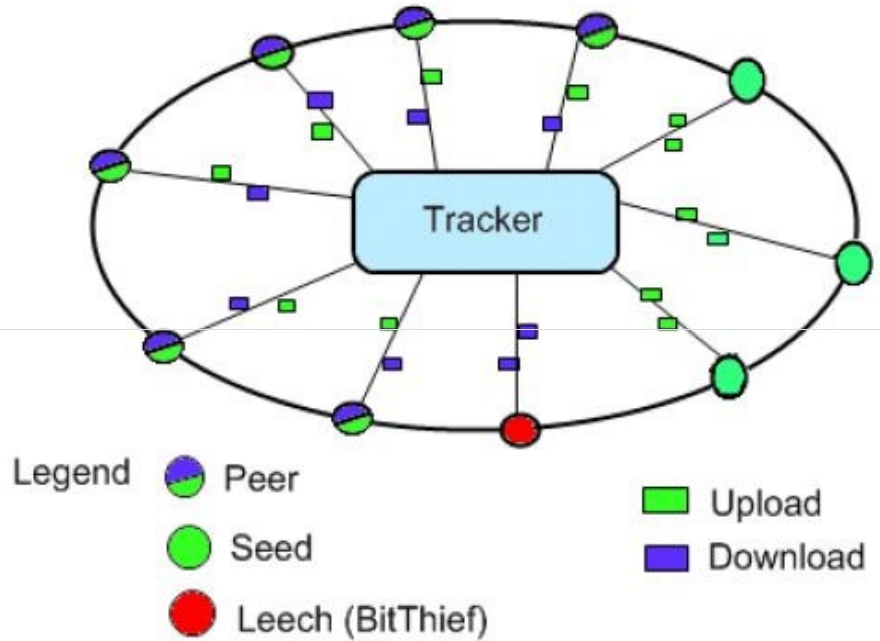 Tracker
Legend
Peer
Seed
Leech (BitThief)
Upload
Download